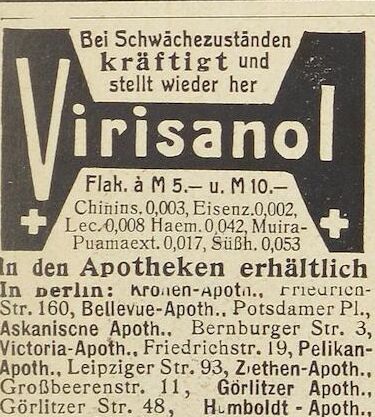 Bei Schwächezuständen
kräftigt und
stellt wieder her
Virisanol
Flak. à M 5.— u. M 10.—
Chinins. 0,003, Eisenz. 0,002,
Lec. 0,008 Haem. 0,042, Muira-
Puamaext. 0,017, Süßh. 0,053
In den Apotheken erhältlich
In Berlin: Kronen-Apoth., Friedrich-
Str. 160, Bellevue-Apoth., Potsdamer Pl.,
Askanische Apoth., Bernburger Str. 3,
Victoria-Apoth., Friedrichstr. 19, Pelikan-
Apoth., Leipziger Str. 93, Ziethen-Apoth.,
Großbeerenstr. 11, Görlitzer Apoth.,
Görlitzer Str. 48, Humboldt-Apoth.,